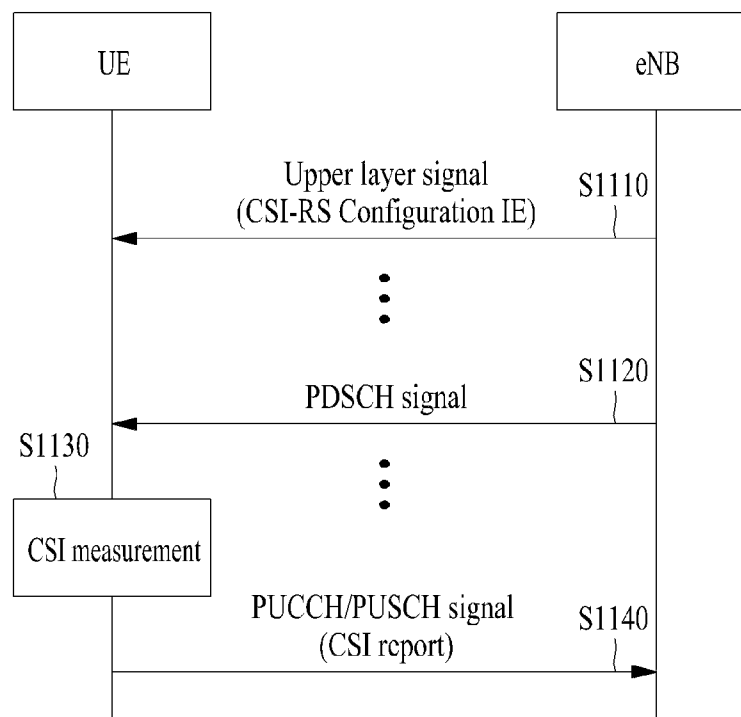 UE
eNB
Upper layer signal
(CSI-RS Configuration IE)
S1110
PDSCH signal
S1120
S1130
CSI measurement
PUCCH/PUSCH signal
(CSI report)
S1140